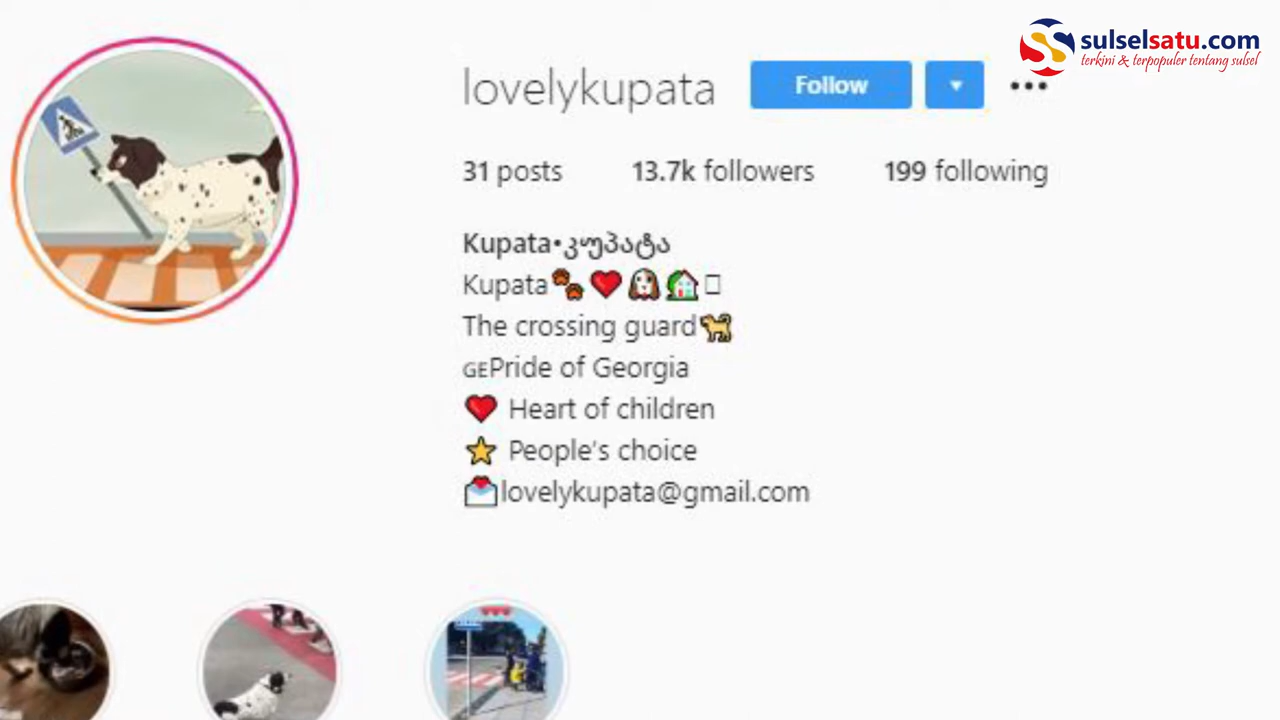 sulselsatu.com
terkini & terpopuler tentang sulsel
lovelykupata
Follow
31 posts 13.7k followers 199 following
Kupata•კუპატა
Kupata🐾❤️🐶🏡
The crossing guard🐕
GEPride of Georgia
❤️ Heart of children
⭐ People's choice
💌lovelykupata@gmail.com